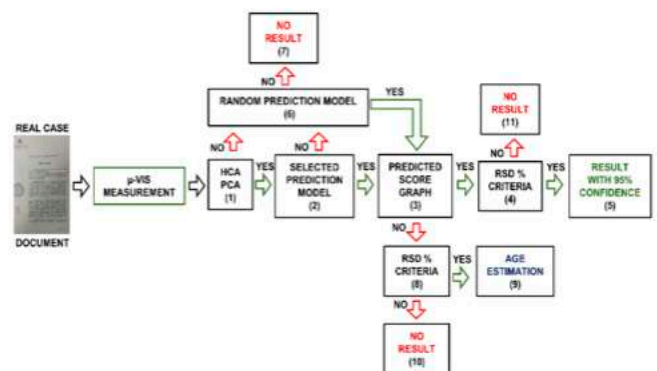 NO
RESULT
(7)
NO
YES
RANDOM PREDICTION MODEL
(6)
NO
RESULT
(11)
REAL CASE
NO
NO
NO
µ-VIS
MEASUREMENT
HCA
PCA
(1)
YES
SELECTED
PREDICTION
MODEL
(2)
YES
PREDICTED
SCORE
GRAPH
(3)
YES
RSD %
CRITERIA
(4)
YES
RESULT
WITH 95%
CONFIDENCE
(5)
DOCUMENT
NO
RSD %
CRITERIA
(8)
YES
AGE
ESTIMATION
(9)
NO
NO
RESULT
(10)